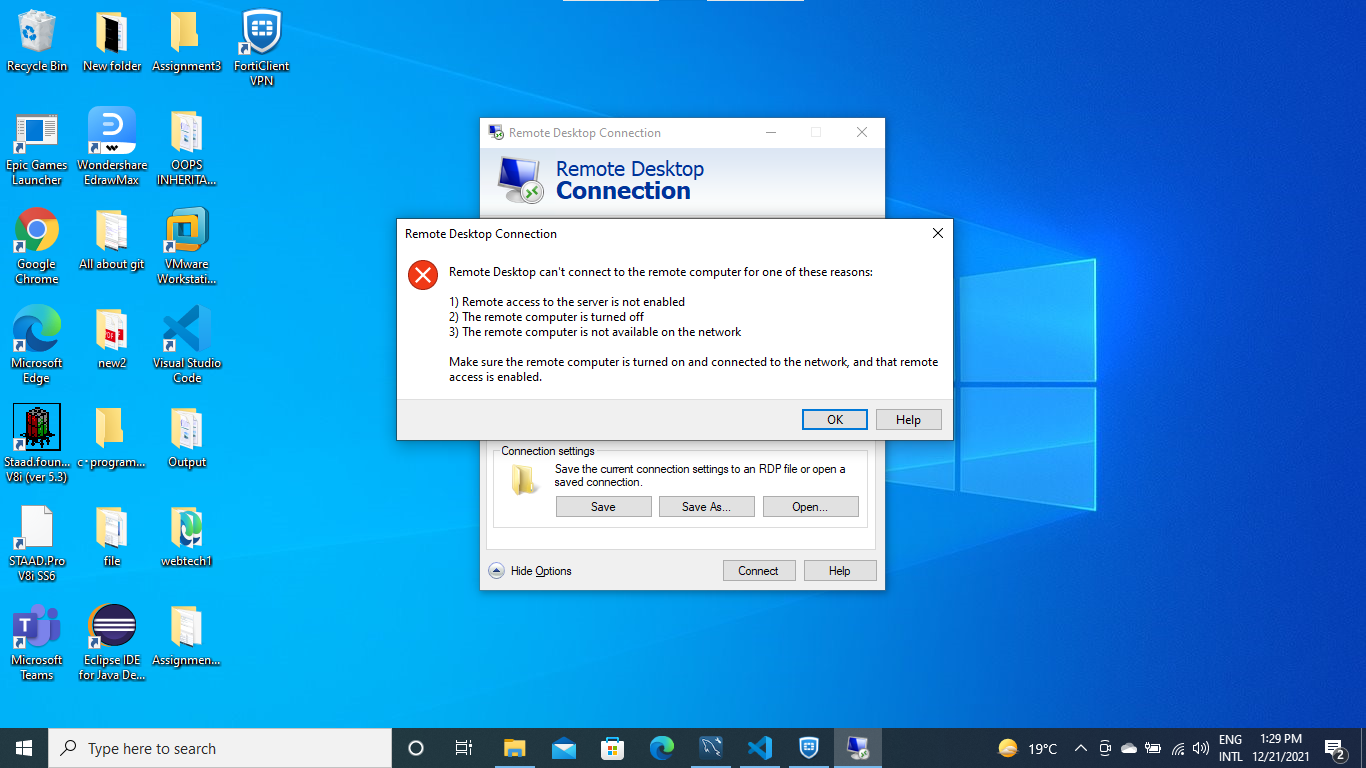 Recycle Bin
New folder
Assignment3
FortiClient
VPN
Epic Games
Launcher
Wondershare
EdrawMax
OOPS
INHERITA...
Google
Chrome
All about git
VMware
Workstati...
Microsoft
Edge
new2
Visual Studio
Code
Staad.foun...
V8i (ver 5.3)
c-program...
Output
STAAD.Pro
V8i SS6
file
webtech1
Microsoft
Teams
Eclipse IDE
for Java De...
Assignmen...
Remote Desktop Connection
Remote Desktop
Connection
Remote Desktop Connection
Remote Desktop can't connect to the remote computer for one of these reasons:
1) Remote access to the server is not enabled
2) The remote computer is turned off
3) The remote computer is not available on the network
Make sure the remote computer is turned on and connected to the network, and that remote
access is enabled.
OK
Help
Connection settings
Save the current connection settings to an RDP file or open a
saved connection.
Save
Save As...
Open...
Hide Options
Connect
Help
Type here to search
19°C
ENG
INTL
1:29 PM
12/21/2021
2